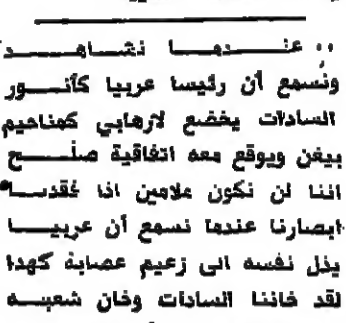 ،، عندما نشاهد
ونسمع أن رئيسا عربيا كأنور
السادات يخضع لارهابي كمناحيم
بيغن ويوقع معه اتفاقية صلح
اننا لن نكون ملامين اذا فقدنا
ابصارنا عندما نسمع أن عربيا
يذل نفسه الى زعيم عصابة كهذا
لقد خاننا السادات وخان شعبه